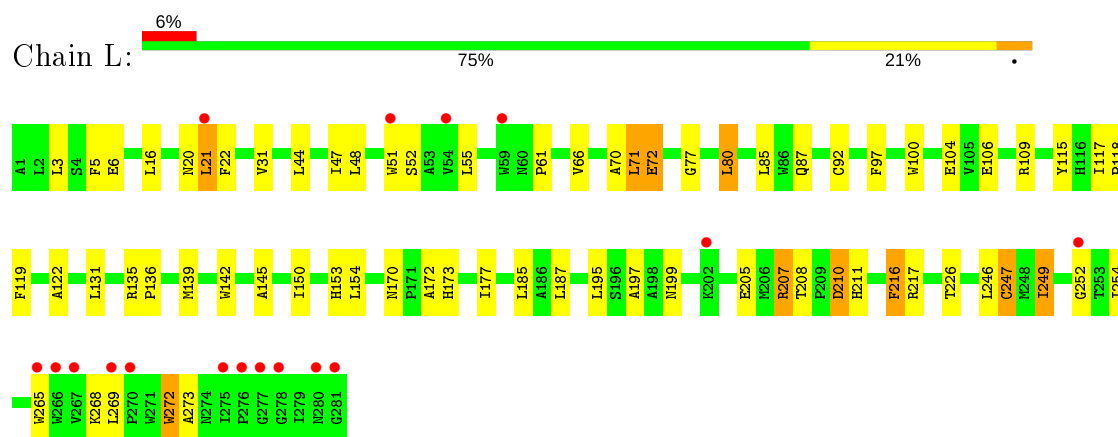 6%
Chain L:
75% 21% •
A1 L2 L3 S4 F5 E6 L16 N20 L21 F22 V31 L44 I47 L48 W51 S52 A53 V54 L55 W59 N60 P61 V66 A70 L71 E72 G77 L80 L85 W86 Q87 C92 F97 W100 E104 V105 E106 R109 Y115 H116 I117
F119 A122 L131 R135 P136 M139 W142 A145 I150 H153 L154 N170 P171 A172 H173 I177 L185 A186 L187 L195 S196 A197 A198 N199 K202 E205 M206 R207 T208 P209 D210 H211 F216 R217 T226 L246 C247 M248 I249 G252 T253
W265 W266 V267 K268 L269 P270 W271 W272 A273 N274 I275 P276 G277 G278 I279 N280 G281